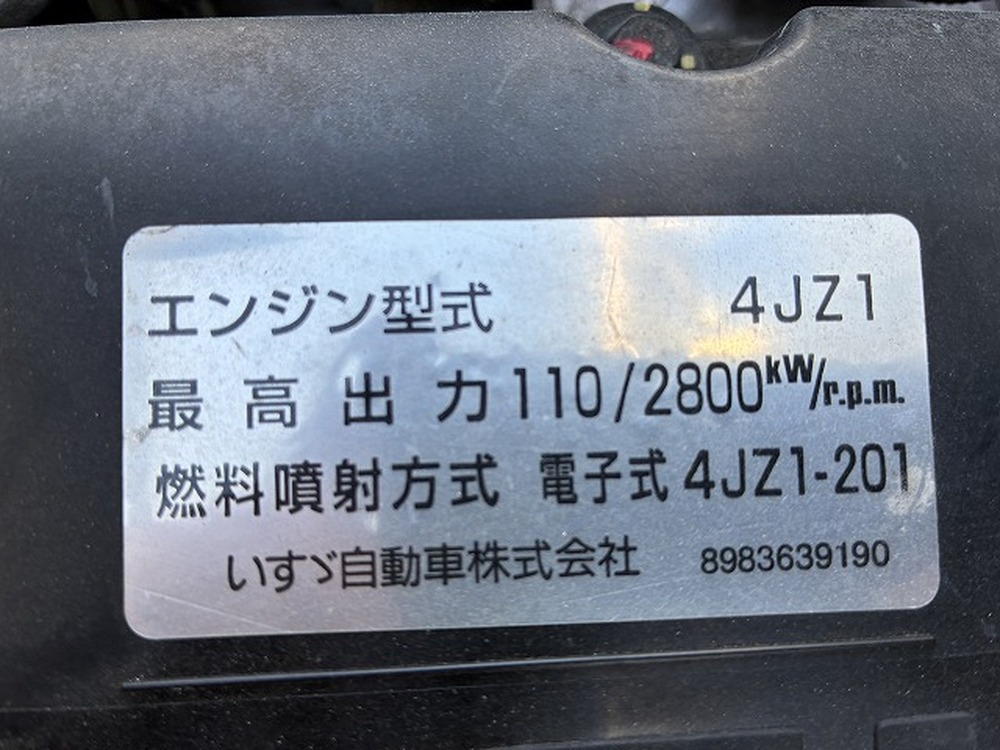 エンジン型式 4JZ1
最高出力 110/2800kW/r.p.m.
燃料噴射方式 電子式 4JZ1-201
いすゞ自動車株式会社 8983639190